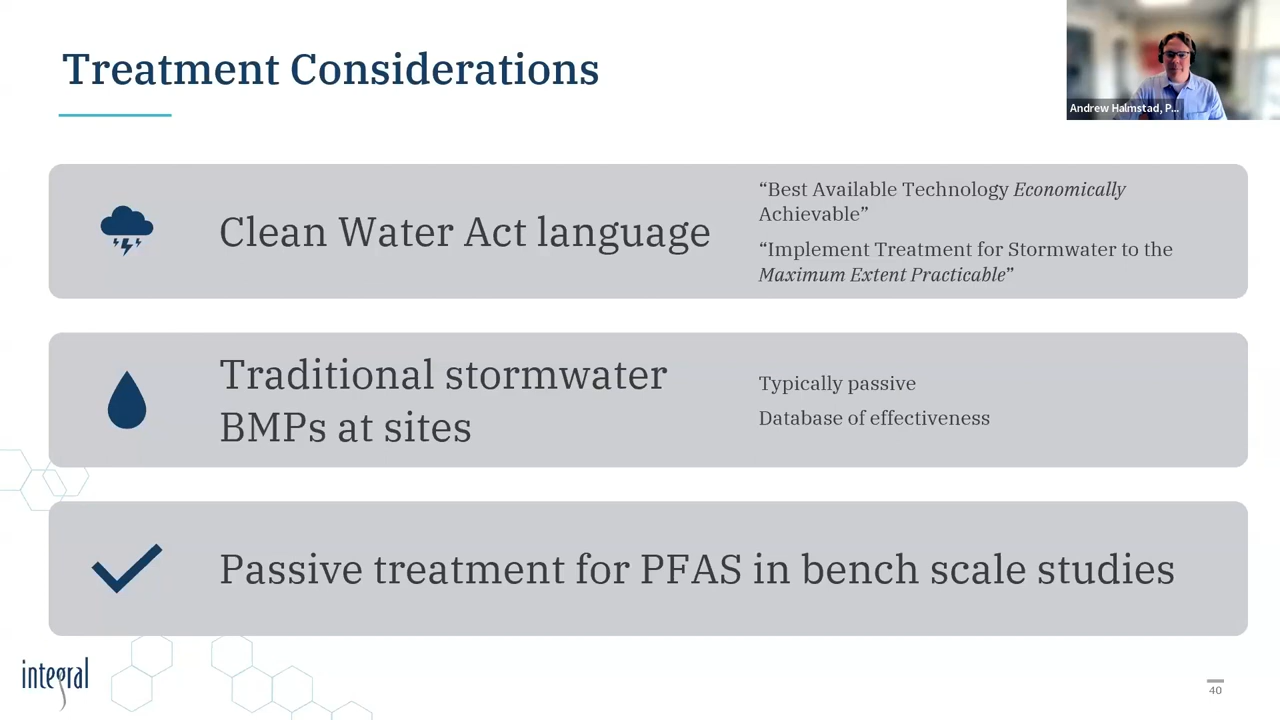 Treatment Considerations
Andrew Halmstad, P...
Clean Water Act language
“Best Available Technology Economically
Achievable”
“Implement Treatment for Stormwater to the
Maximum Extent Practicable”
Traditional stormwater
BMPs at sites
Typically passive
Database of effectiveness
Passive treatment for PFAS in bench scale studies
integral
40